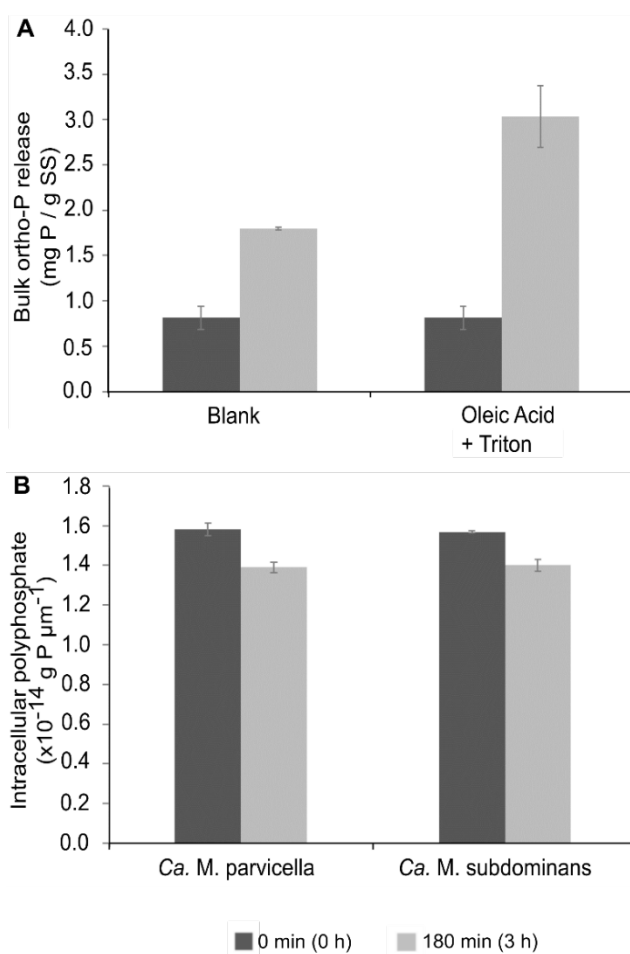 A
Bulk ortho-P release
(mg P / g SS)
4.0
3.5
3.0
2.5
2.0
1.5
1.0
0.5
0.0
Blank
Oleic Acid
+ Triton
B
Intracellular polyphosphate
(x10⁻¹⁴ g P µm⁻¹)
1.8
1.6
1.4
1.2
1.0
0.8
0.6
0.4
0.2
0.0
Ca. M. parvicella
Ca. M. subdominans
0 min (0 h)
180 min (3 h)